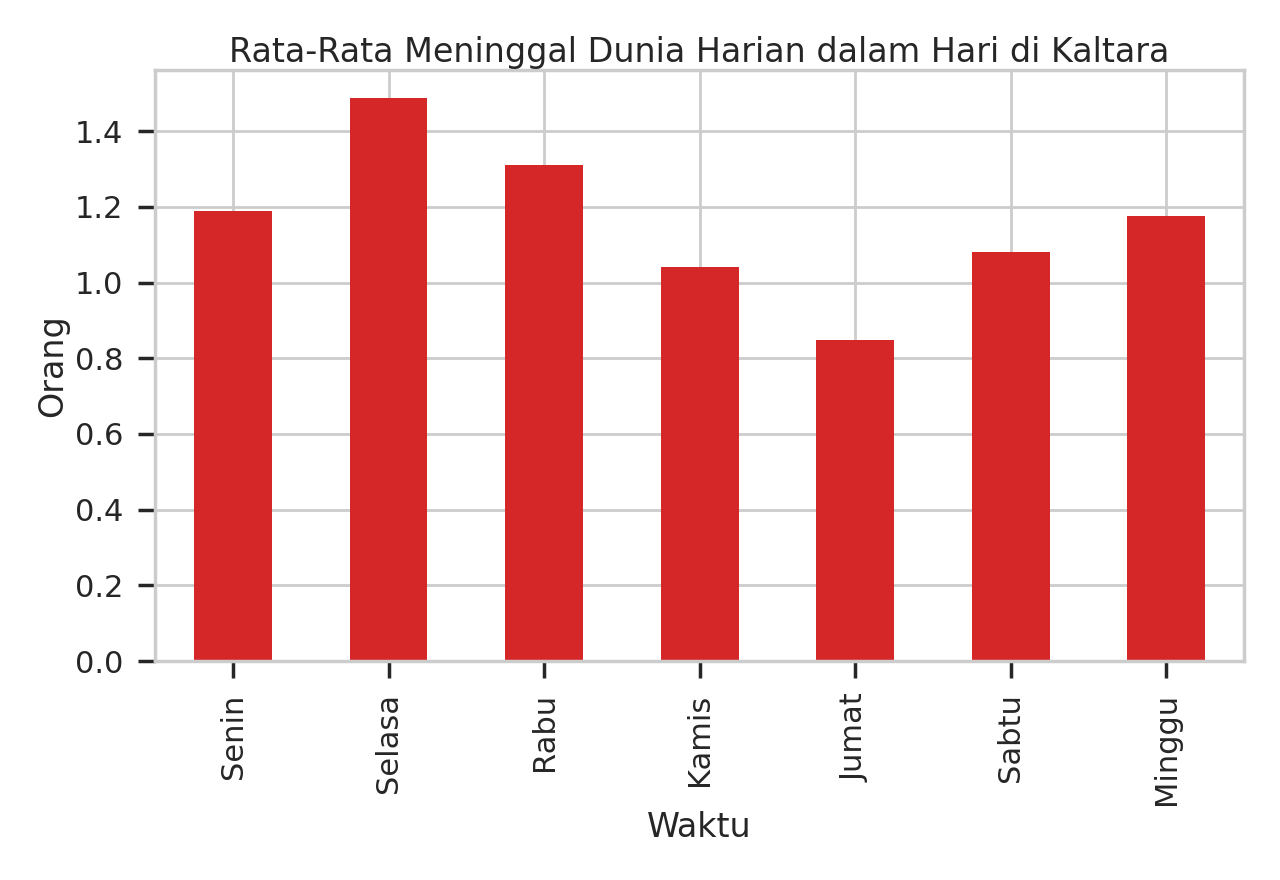 Rata-Rata Meninggal Dunia Harian dalam Hari di Kaltara
1.4
1.2
1.0
0.8
0.6
0.4
0.2
0.0
Orang
Senin
Selasa
Rabu
Kamis
Jumat
Sabtu
Minggu
Waktu